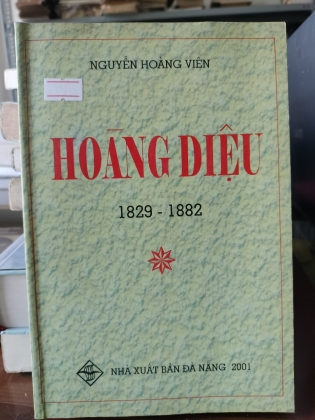 NGUYỄN HOÀNG VIÊN
HOÀNG DIỆU
1829 - 1882
NHÀ XUẤT BẢN ĐÀ NẴNG 2001